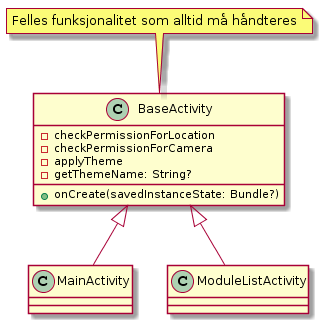 Felles funksjonalitet som alltid må håndteres
C BaseActivity
checkPermissionForLocation
checkPermissionForCamera
applyTheme
getThemeName: String?
onCreate(savedInstanceState: Bundle?)
C MainActivity
C ModuleListActivity